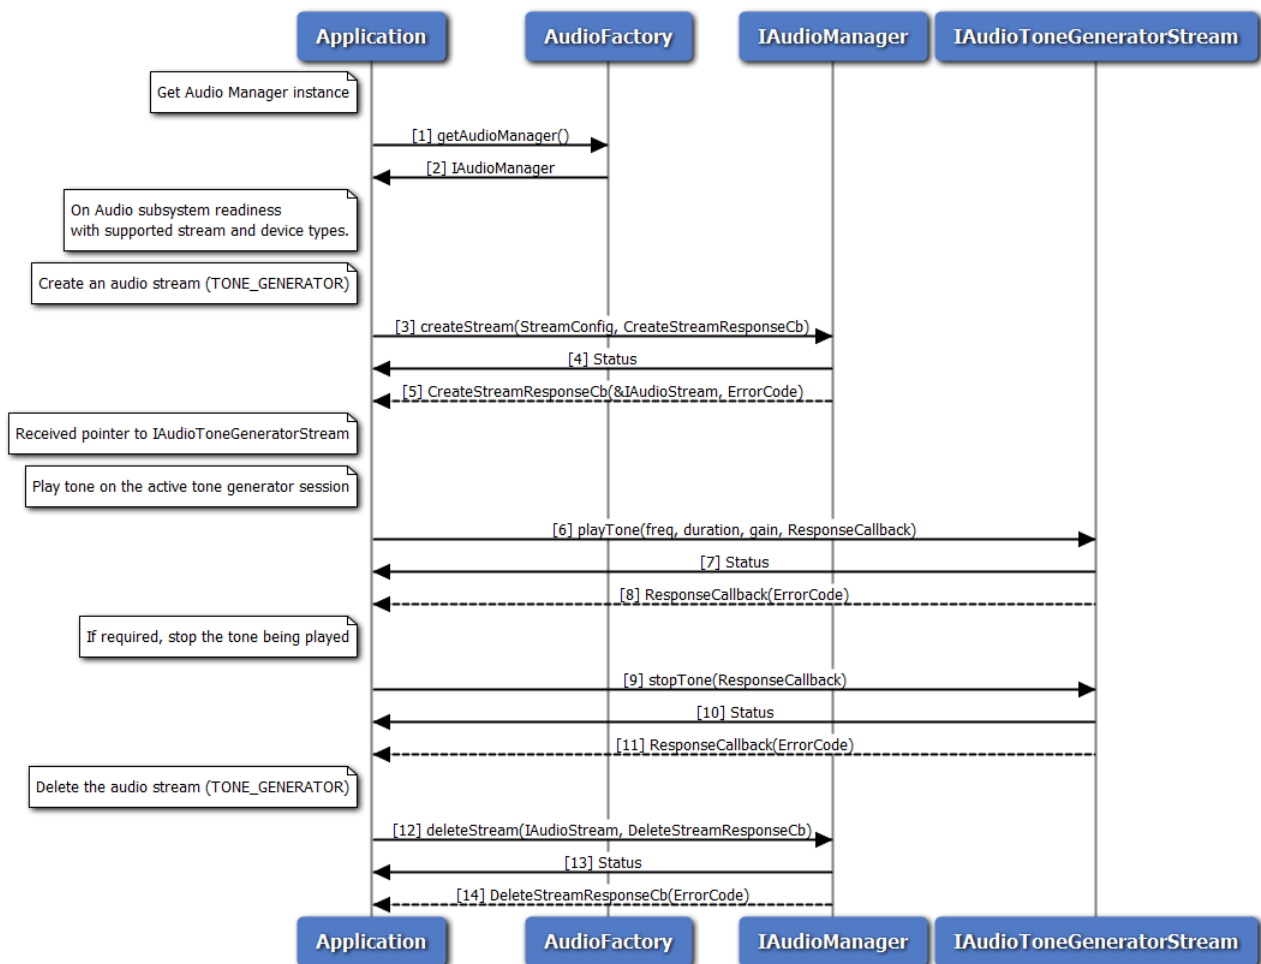 Application
AudioFactory
IAudioManager
IAudioToneGeneratorStream
Get Audio Manager instance
[1] getAudioManager()
[2] IAudioManager
On Audio subsystem readiness
with supported stream and device types.
Create an audio stream (TONE_GENERATOR)
[3] createStream(StreamConfig, CreateStreamResponseCb)
[4] Status
[5] CreateStreamResponseCb(&IAudioStream, ErrorCode)
Received pointer to IAudioToneGeneratorStream
Play tone on the active tone generator session
[6] playTone(freq, duration, gain, ResponseCallback)
[7] Status
[8] ResponseCallback(ErrorCode)
If required, stop the tone being played
[9] stopTone(ResponseCallback)
[10] Status
[11] ResponseCallback(ErrorCode)
Delete the audio stream (TONE_GENERATOR)
[12] deleteStream(IAudioStream, DeleteStreamResponseCb)
[13] Status
[14] DeleteStreamResponseCb(ErrorCode)
Application
AudioFactory
IAudioManager
IAudioToneGeneratorStream